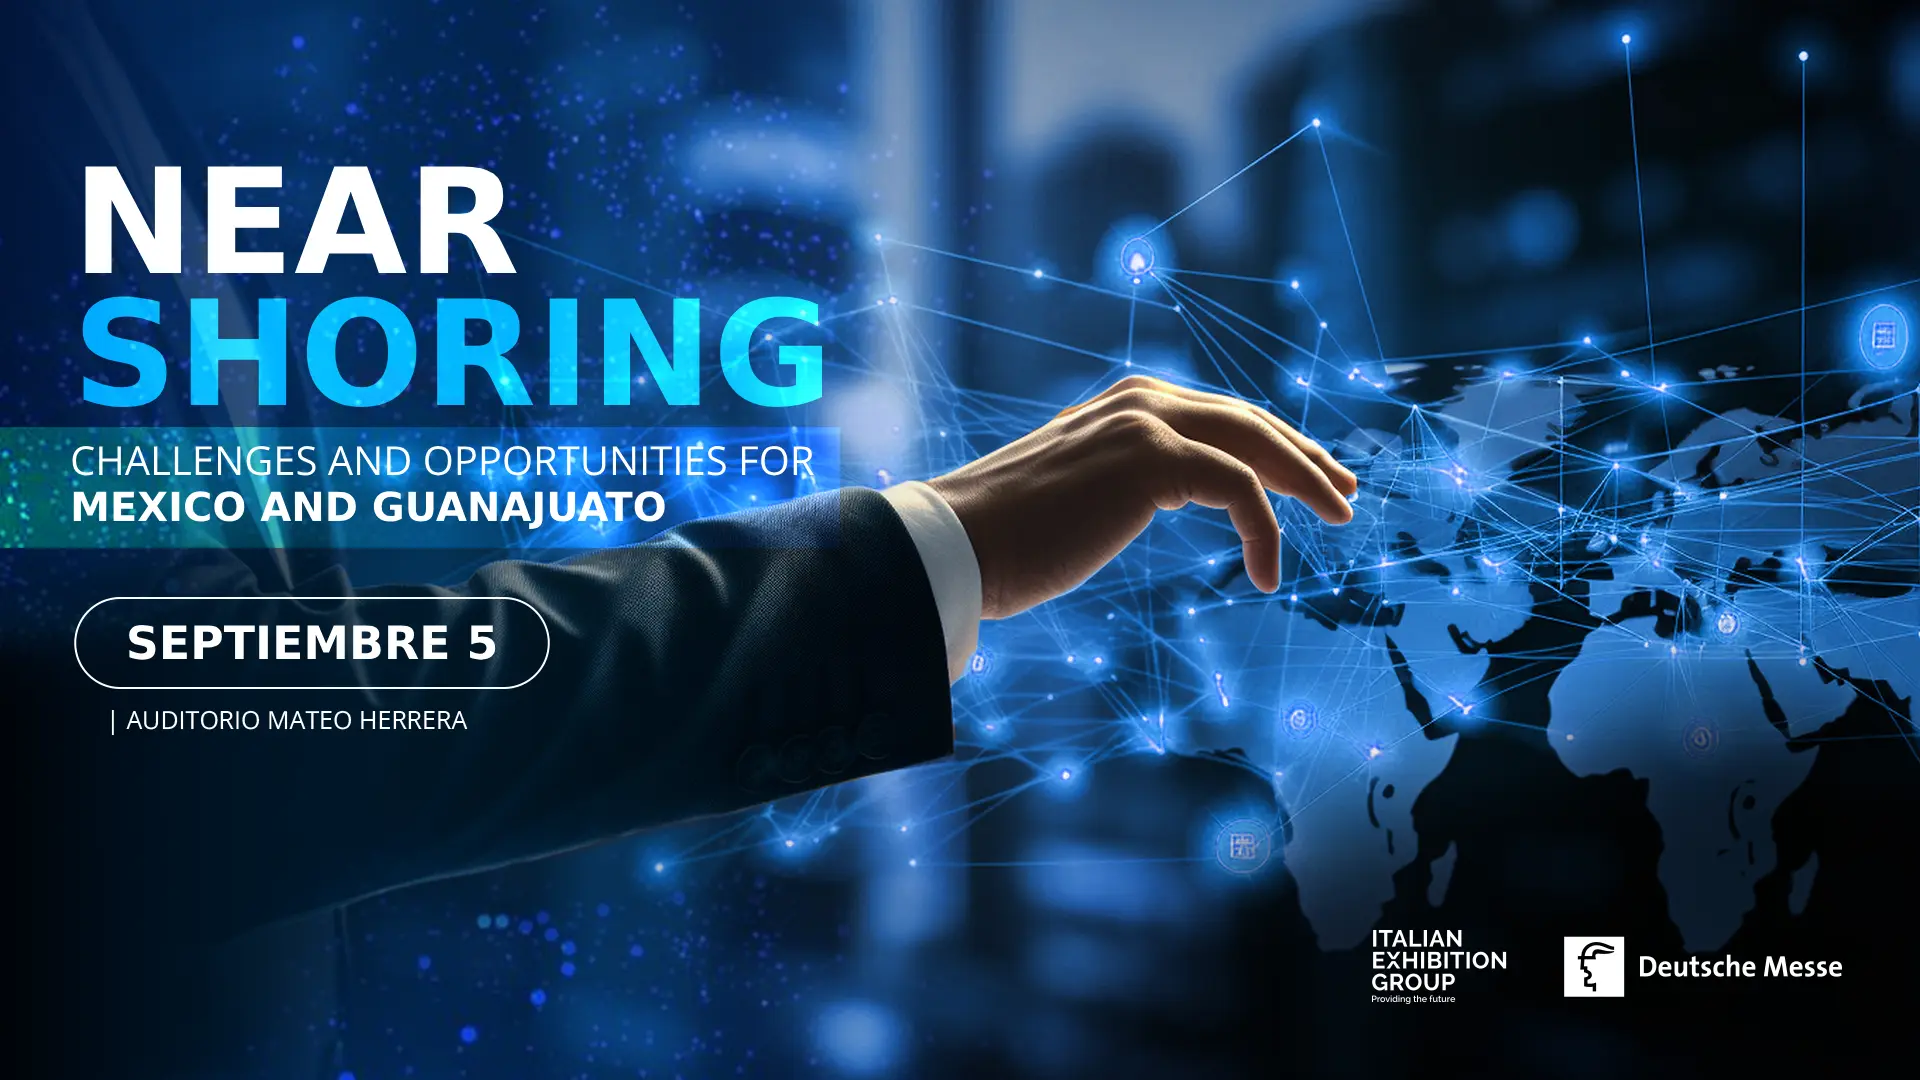 NEAR
SHORING
CHALLENGES AND OPPORTUNITIES FOR
MEXICO AND GUANAJUATO
SEPTIEMBRE 5
| AUDITORIO MATEO HERRERA
ITALIAN
EXHIBITION
GROUP
Providing the future
Deutsche Messe